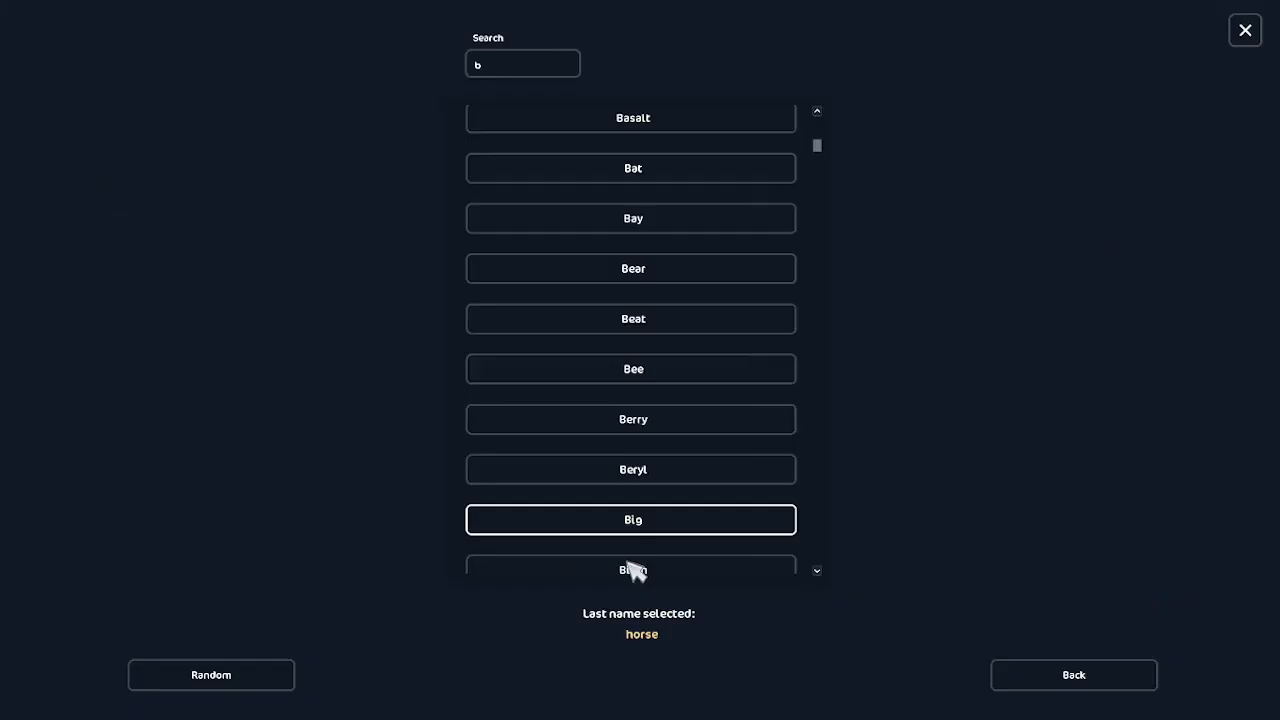 Search
b
Basalt
Bat
Bay
Bear
Beat
Bee
Berry
Beryl
Big
Last name selected:
horse
Random
Back